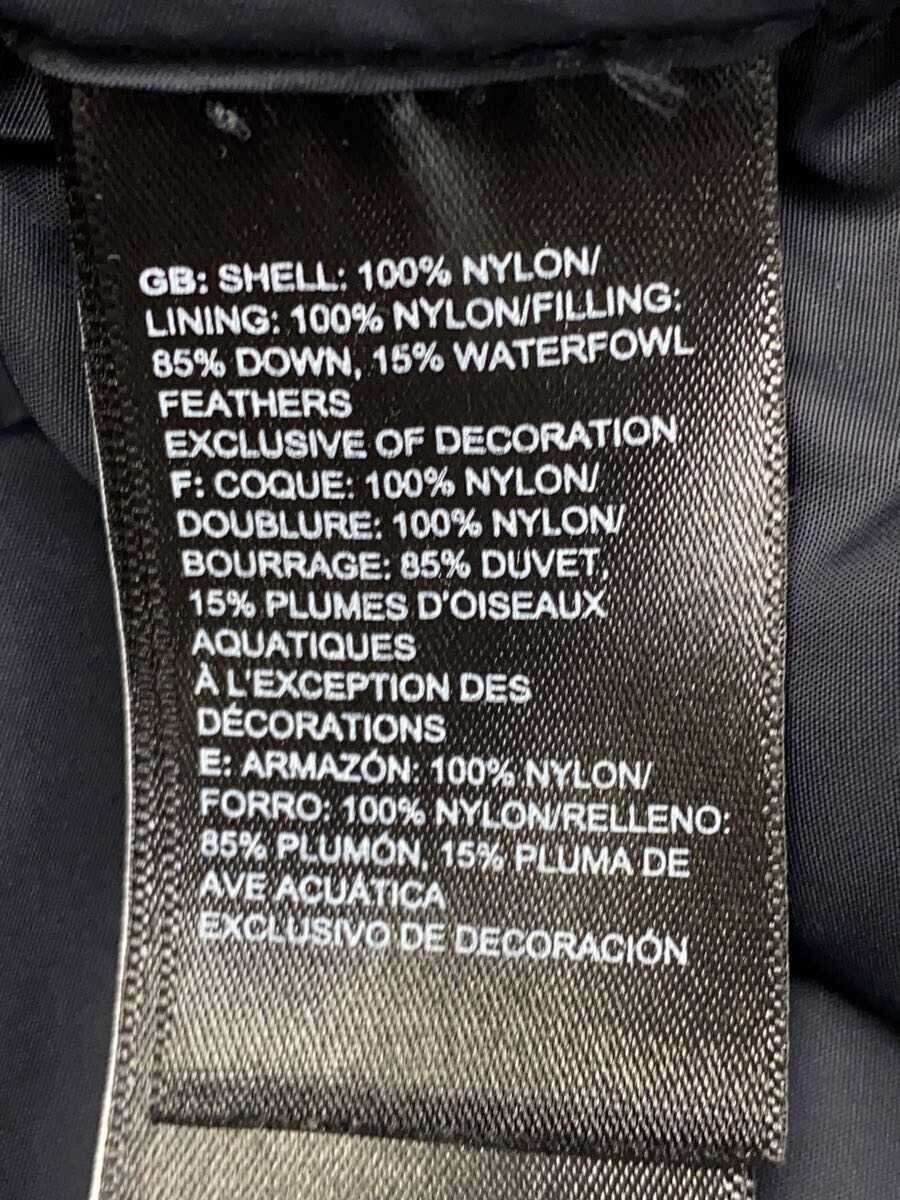 GB: SHELL: 100% NYLON/
LINING: 100% NYLON/FILLING:
85% DOWN, 15% WATERFOWL
FEATHERS
EXCLUSIVE OF DECORATION
F: COQUE: 100% NYLON/
DOUBLURE: 100% NYLON/
BOURRAGE: 85% DUVET,
15% PLUMES D'OISEAUX
AQUATIQUES
À L'EXCEPTION DES
DÉCORATIONS
E: ARMAZÓN: 100% NYLON/
FORRO: 100% NYLON/RELLENO:
85% PLUMÓN, 15% PLUMA DE
AVE ACUÁTICA
EXCLUSIVO DE DECORACIÓN